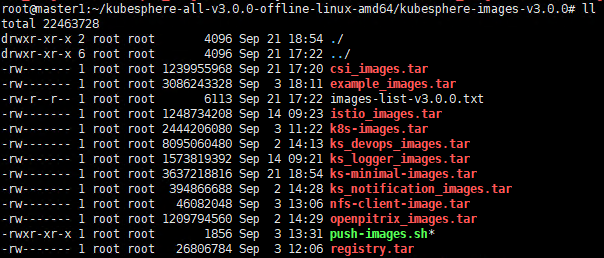 root@master1:~/kubesphere-all-v3.0.0-offline-linux-amd64/kubesphere-images-v3.0.0# ll
total 22463728
drwxr-xr-x 2 root root 4096 Sep 21 18:54 ./
drwxr-xr-x 6 root root 4096 Sep 21 17:22 ../
-rw------- 1 root root 1239955968 Sep 21 17:20 csi_images.tar
-rw------- 1 root root 3086243328 Sep 3 18:11 example_images.tar
-rw-r--r-- 1 root root 6113 Sep 21 17:22 images-list-v3.0.0.txt
-rw------- 1 root root 1248734208 Sep 14 09:23 istio_images.tar
-rw------- 1 root root 2444206080 Sep 3 11:22 k8s-images.tar
-rw------- 1 root root 8095060480 Sep 2 14:13 ks_devops_images.tar
-rw------- 1 root root 1573819392 Sep 14 09:21 ks_logger_images.tar
-rw------- 1 root root 3637218816 Sep 21 18:54 ks-minimal-images.tar
-rw------- 1 root root 394866688 Sep 2 14:28 ks_notification_images.tar
-rw------- 1 root root 46082048 Sep 3 13:06 nfs-client-image.tar
-rw------- 1 root root 1209794560 Sep 2 14:29 openpitrix_images.tar
-rwxr-xr-x 1 root root 1856 Sep 3 13:31 push-images.sh*
-rw------- 1 root root 26806784 Sep 3 12:06 registry.tar